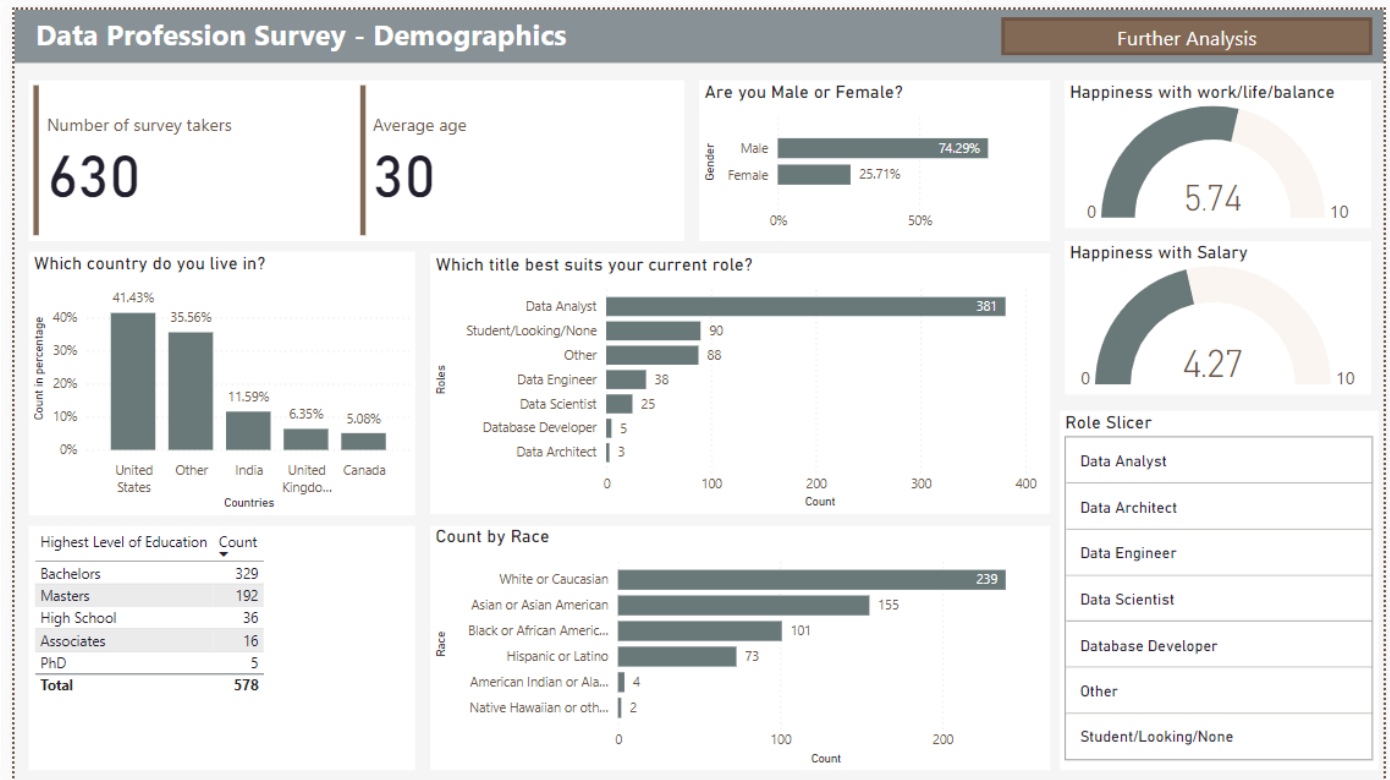 Data Profession Survey - Demographics
Further Analysis
Number of survey takers
630
Average age
30
Are you Male or Female?
Gender
Male
74.29%
Female
25.71%
0%
50%
Happiness with work/life/balance
5.74
0
10
Happiness with Salary
4.27
0
10
Which country do you live in?
Count in percentage
40%
30%
20%
10%
0%
41.43%
35.56%
11.59%
6.35%
5.08%
United
States
Other
India
United
Kingdo...
Canada
Countries
Which title best suits your current role?
Roles
Data Analyst
381
Student/Looking/None
90
Other
88
Data Engineer
38
Data Scientist
25
Database Developer
5
Data Architect
3
0
100
200
300
400
Count
Role Slicer
Data Analyst
Data Architect
Data Engineer
Data Scientist
Database Developer
Other
Student/Looking/None
Highest Level of Education Count
Bachelors 329
Masters 192
High School 36
Associates 16
PhD 5
Total 578
Count by Race
Race
White or Caucasian
239
Asian or Asian American
155
Black or African Americ...
101
Hispanic or Latino
73
American Indian or Ala...
4
Native Hawaiian or oth...
2
0
100
200
Count